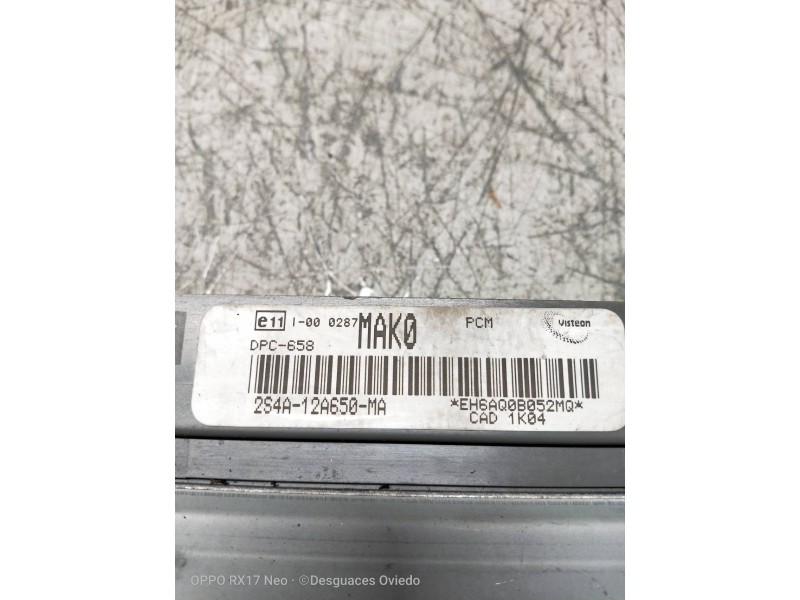 e11 I-00 0287 MAK0 PCM Visteon
DPC-658
2S4A-12A650-MA *EH6AQ0B052MQ*
CAD 1K04
OPPO RX17 Neo · ©Desguaces Oviedo